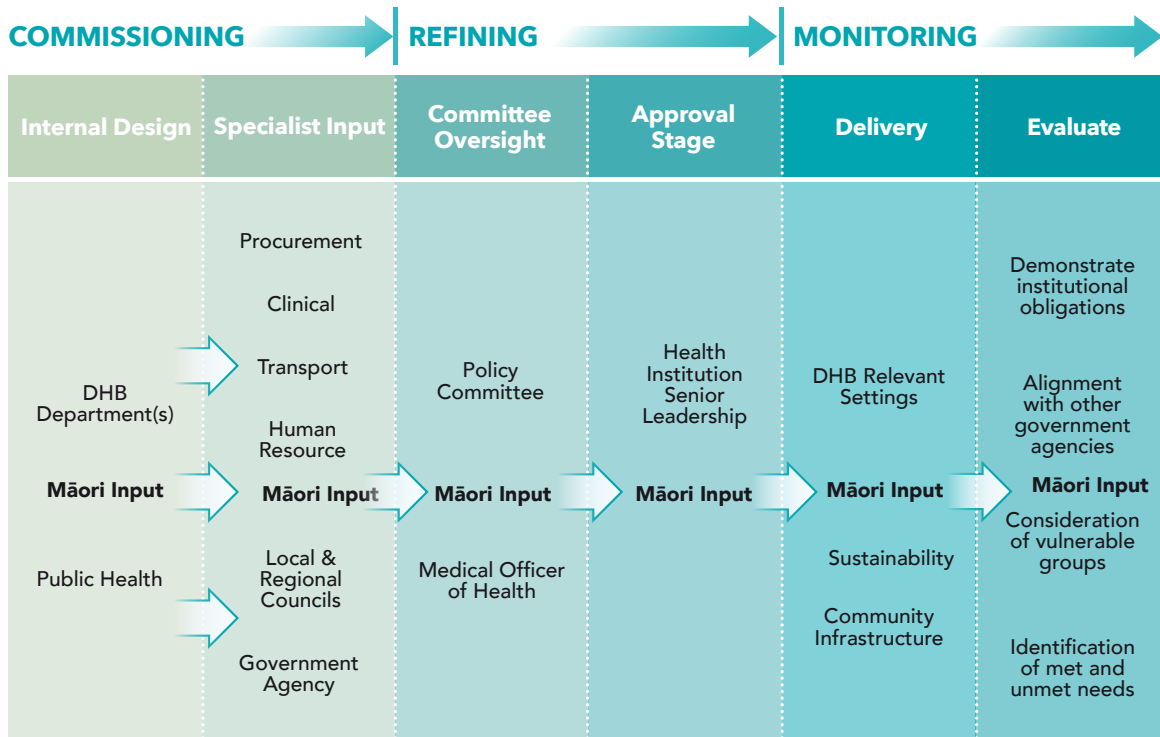 COMMISSIONING
REFINING
MONITORING
Internal Design
Specialist Input
Committee
Oversight
Approval
Stage
Delivery
Evaluate
DHB
Department(s)
Māori Input
Public Health
Procurement
Clinical
Transport
Human
Resource
Māori Input
Local &
Regional
Councils
Government
Agency
Policy
Committee
Māori Input
Medical Officer
of Health
Health
Institution
Senior
Leadership
Māori Input
DHB Relevant
Settings
Māori Input
Sustainability
Community
Infrastructure
Demonstrate
institutional
obligations
Alignment
with other
government
agencies
Māori Input
Consideration
of vulnerable
groups
Identification
of met and
unmet needs